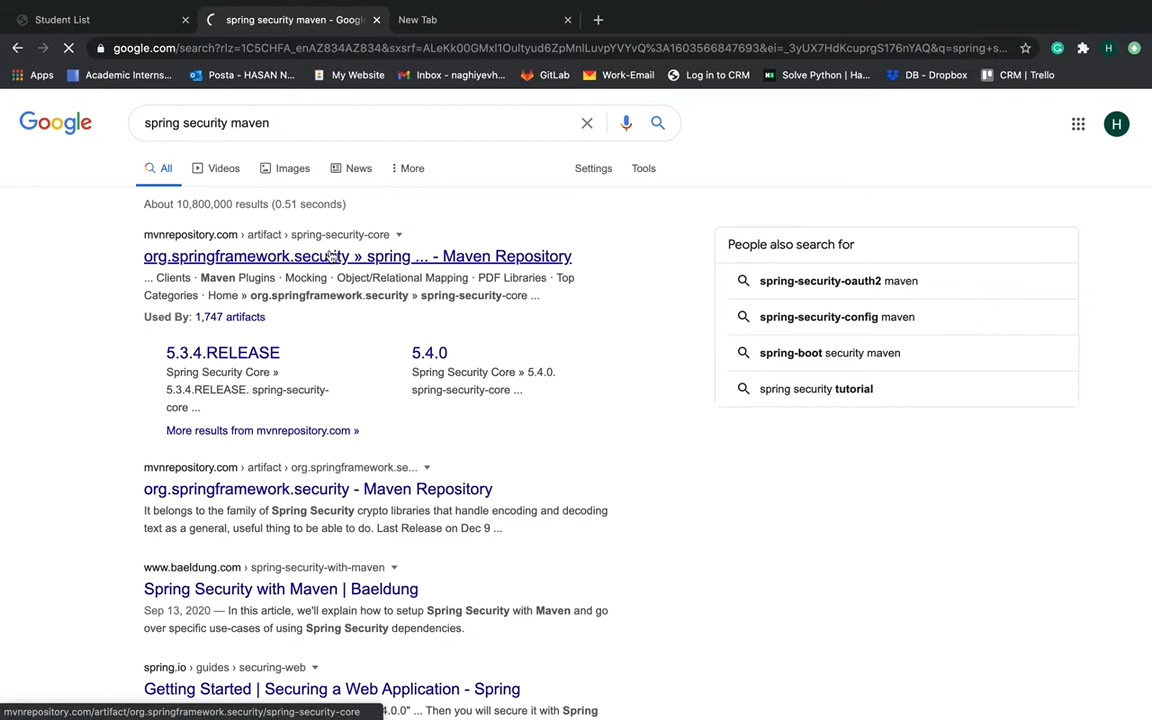 Student List
spring security maven - Google
New Tab
google.com/search?rlz=1C5CHFA_enAZ834AZ834&sxsrf=ALeKk00GMxl1Oultyud6ZpMnlLuvpYVYvQ%3A1603566847693&ei=_3yUX7HdKcuprgS176nYAQ&q=spring+s...
Apps
Academic Interns...
Posta - HASAN N...
My Website
Inbox - naghiyevh...
GitLab
Work-Email
Log in to CRM
Solve Python | Ha...
DB - Dropbox
CRM | Trello
Google
spring security maven
H
All
Videos
Images
News
More
Settings
Tools
About 10,800,000 results (0.51 seconds)
mvnrepository.com › artifact › spring-security-core
org.springframework.security » spring ... - Maven Repository
... Clients · Maven Plugins · Mocking · Object/Relational Mapping · PDF Libraries · Top
Categories · Home » org.springframework.security » spring-security-core ...
Used By: 1,747 artifacts
5.3.4.RELEASE
Spring Security Core »
5.3.4.RELEASE. spring-security-
core ...
5.4.0
Spring Security Core » 5.4.0.
spring-security-core ...
More results from mvnrepository.com »
mvnrepository.com › artifact › org.springframework.se...
org.springframework.security - Maven Repository
It belongs to the family of Spring Security crypto libraries that handle encoding and decoding
text as a general, useful thing to be able to do. Last Release on Dec 9 ...
www.baeldung.com › spring-security-with-maven
Spring Security with Maven | Baeldung
Sep 13, 2020 — In this article, we'll explain how to setup Spring Security with Maven and go
over specific use-cases of using Spring Security dependencies.
spring.io › guides › securing-web
Getting Started | Securing a Web Application - Spring
4.0.0" ... Then you will secure it with Spring
People also search for
spring-security-oauth2 maven
spring-security-config maven
spring-boot security maven
spring security tutorial
mvnrepository.com/artifact/org.springframework.security/spring-security-core